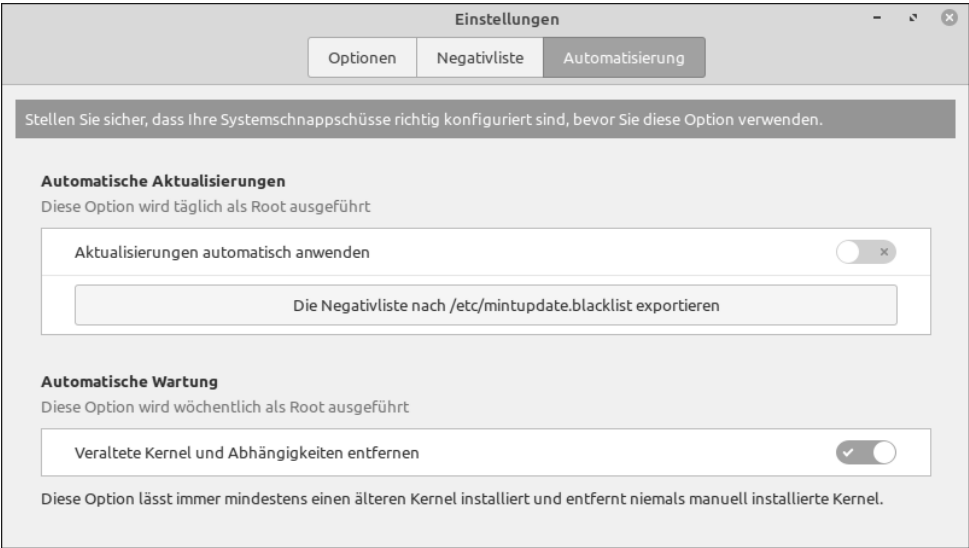 Einstellungen
Optionen Negativliste Automatisierung
Stellen Sie sicher, dass Ihre Systemschnappschüsse richtig konfiguriert sind, bevor Sie diese Option verwenden.
Automatische Aktualisierungen
Diese Option wird täglich als Root ausgeführt
Aktualisierungen automatisch anwenden
Die Negativliste nach /etc/mintupdate.blacklist exportieren
Automatische Wartung
Diese Option wird wöchentlich als Root ausgeführt
Veraltete Kernel und Abhängigkeiten entfernen
Diese Option lässt immer mindestens einen älteren Kernel installiert und entfernt niemals manuell installierte Kernel.